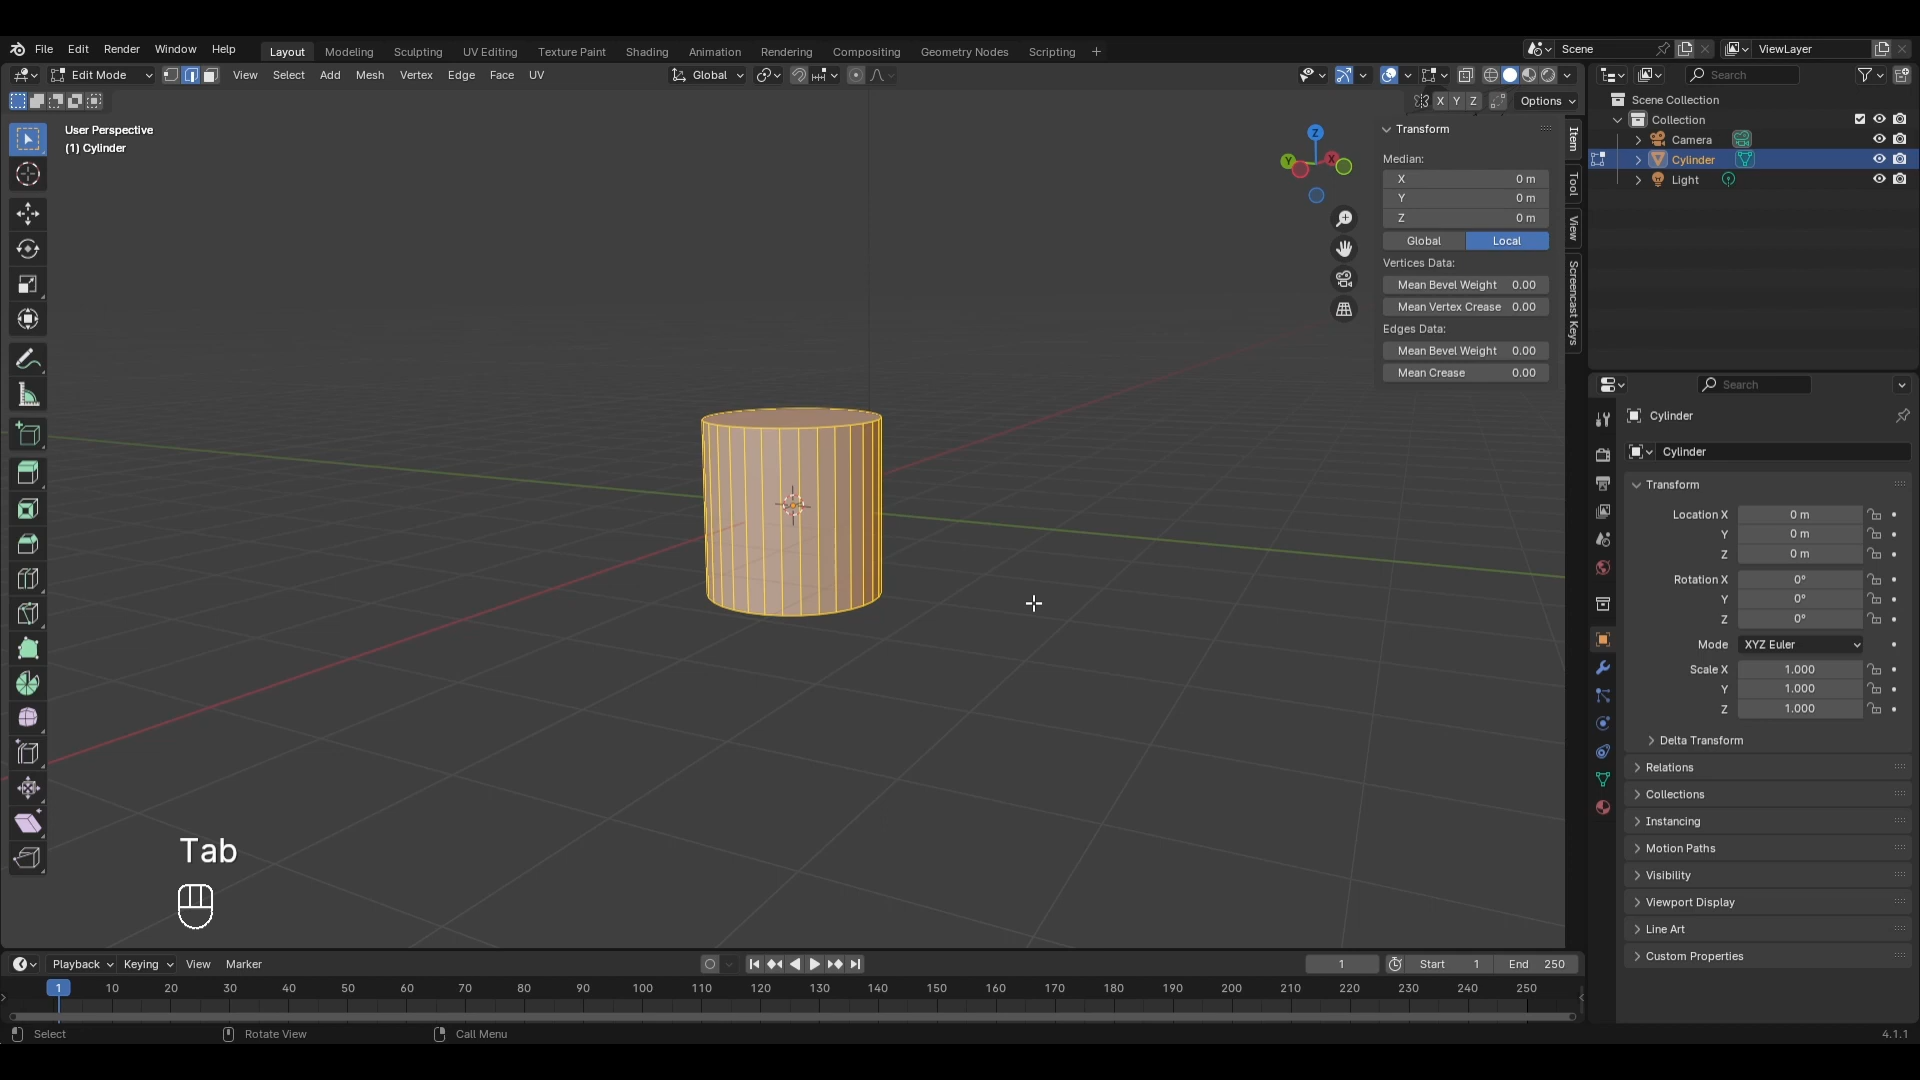 File Edit Render Window Help
Layout Modeling Sculpting UV Editing Texture Paint Shading Animation Rendering Compositing Geometry Nodes Scripting +
Scene
ViewLayer
Edit Mode View Select Add Mesh Vertex Edge Face UV
Global
Search
X Y Z Options
User Perspective
(1) Cylinder
Z
Y
X
Transform
Median:
X 0 m
Y 0 m
Z 0 m
Global Local
Vertices Data:
Mean Bevel Weight 0.00
Mean Vertex Crease 0.00
Edges Data:
Mean Bevel Weight 0.00
Mean Crease 0.00
Item
Tool
View
Screencast Keys
Scene Collection
Collection
Camera
Cylinder
Light
Search
Cylinder
Cylinder
Transform
Location X 0 m
Y 0 m
Z 0 m
Rotation X 0°
Y 0°
Z 0°
Mode XYZ Euler
Scale X 1.000
Y 1.000
Z 1.000
Delta Transform
Relations
Collections
Instancing
Motion Paths
Visibility
Viewport Display
Line Art
Custom Properties
Tab
Playback Keying View Marker
1 Start 1 End 250
1 10 20 30 40 50 60 70 80 90 100 110 120 130 140 150 160 170 180 190 200 210 220 230 240 250
Select Rotate View Call Menu
4.1.1